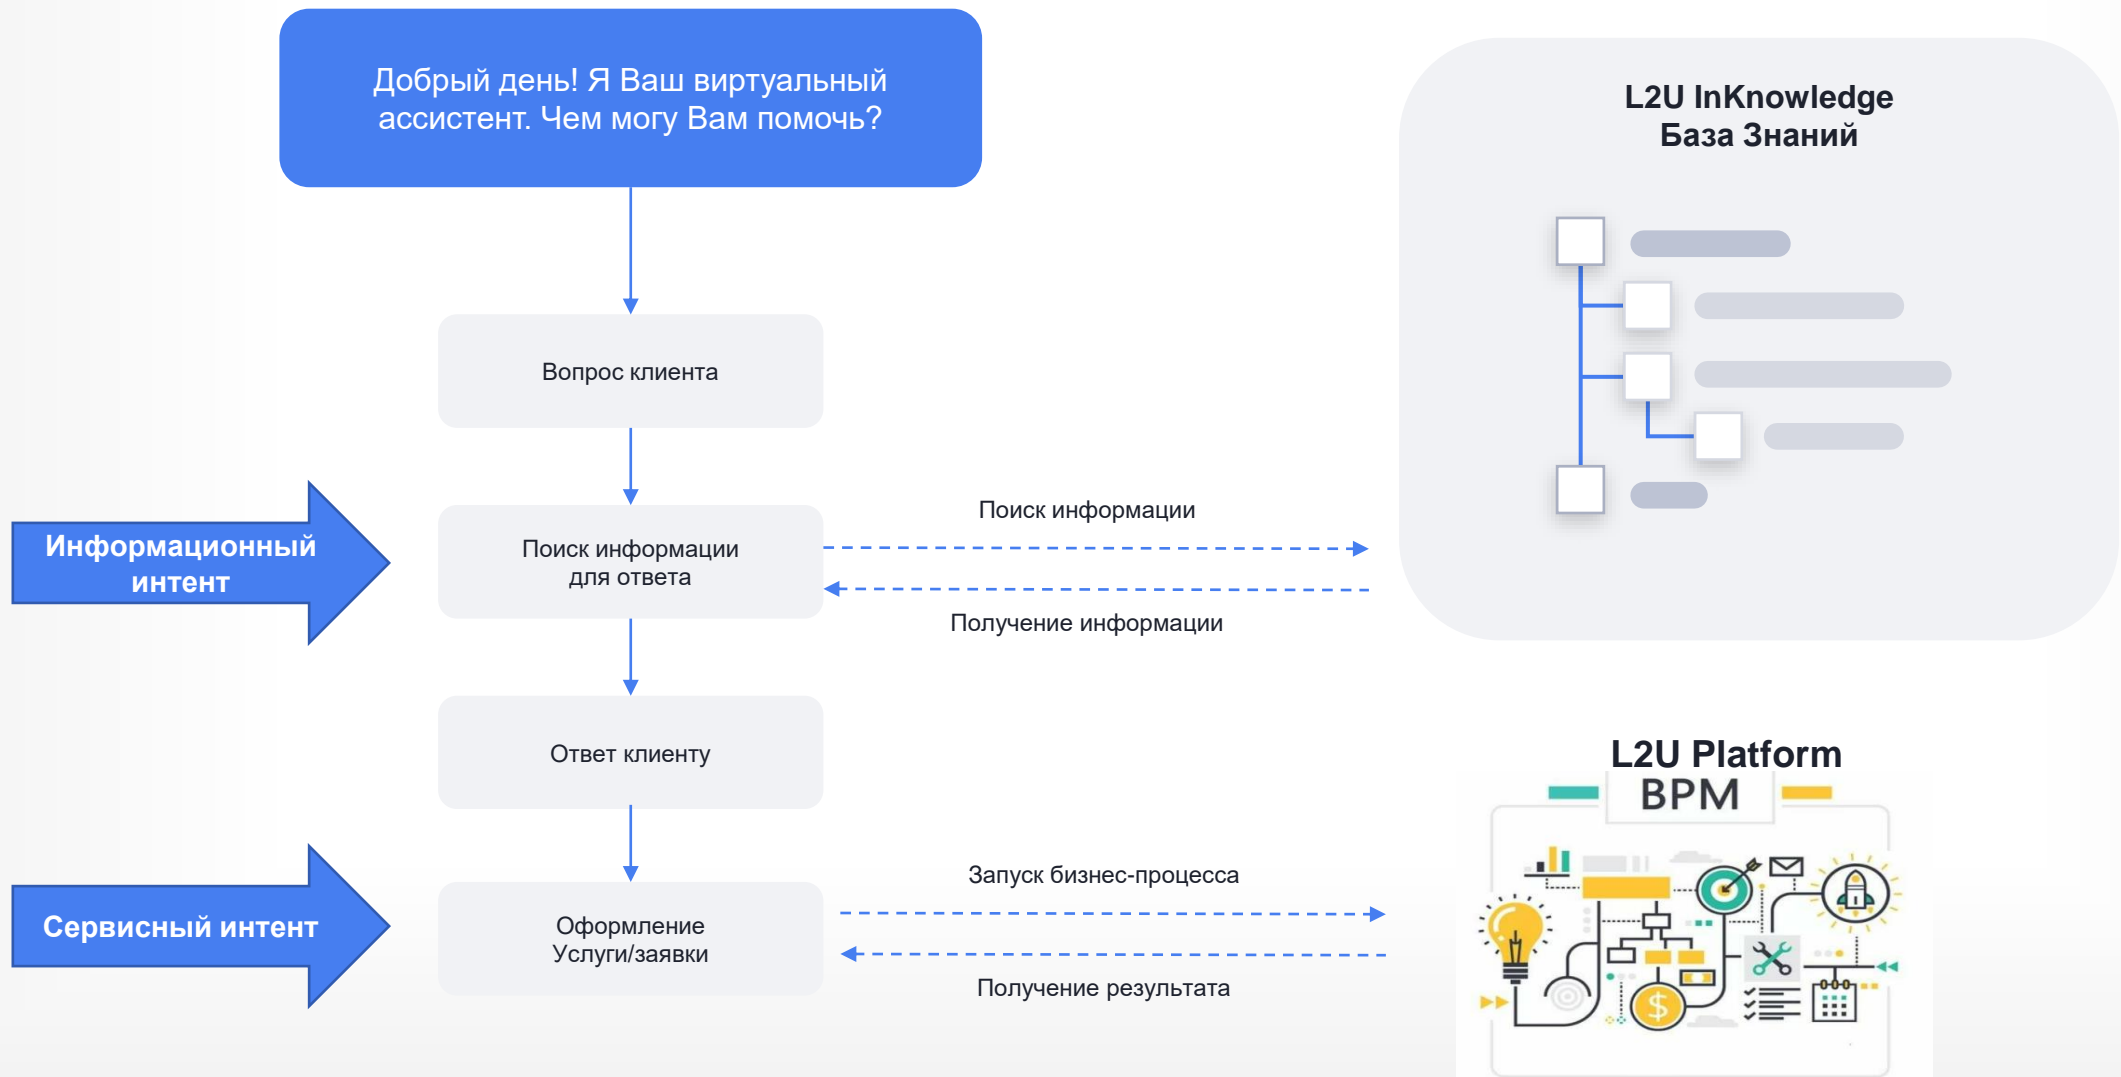 Добрый день! Я Ваш виртуальный
ассистент. Чем могу Вам помочь?
L2U InKnowledge
База Знаний
Вопрос клиента
Информационный
интент
Поиск информации
для ответа
Поиск информации
Получение информации
Ответ клиенту
L2U Platform
BPM
Сервисный интент
Оформление
Услуги/заявки
Запуск бизнес-процесса
Получение результата
$